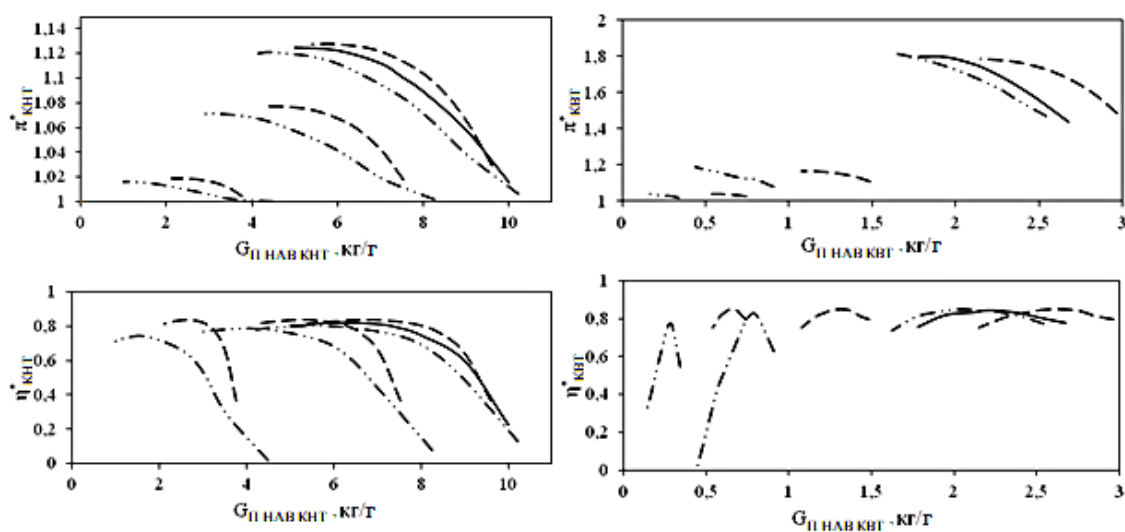 1,14
1,12
1,1
1,08
1,06
1,04
1,02
1
π*КНТ
0 2 4 6 8 10
G П НАВ КНТ , кг/г
2
1,8
1,6
1,4
1,2
1
π*КВТ
0 0,5 1 1,5 2 2,5 3
G П НАВ КВТ , кг/г
1
0,8
0,6
0,4
0,2
0
η*КНТ
0 2 4 6 8 10
G П НАВ КНТ , кг/г
1
0,8
0,6
0,4
0,2
0
η*КВТ
0 0,5 1 1,5 2 2,5 3
G П НАВ КВТ , кг/г